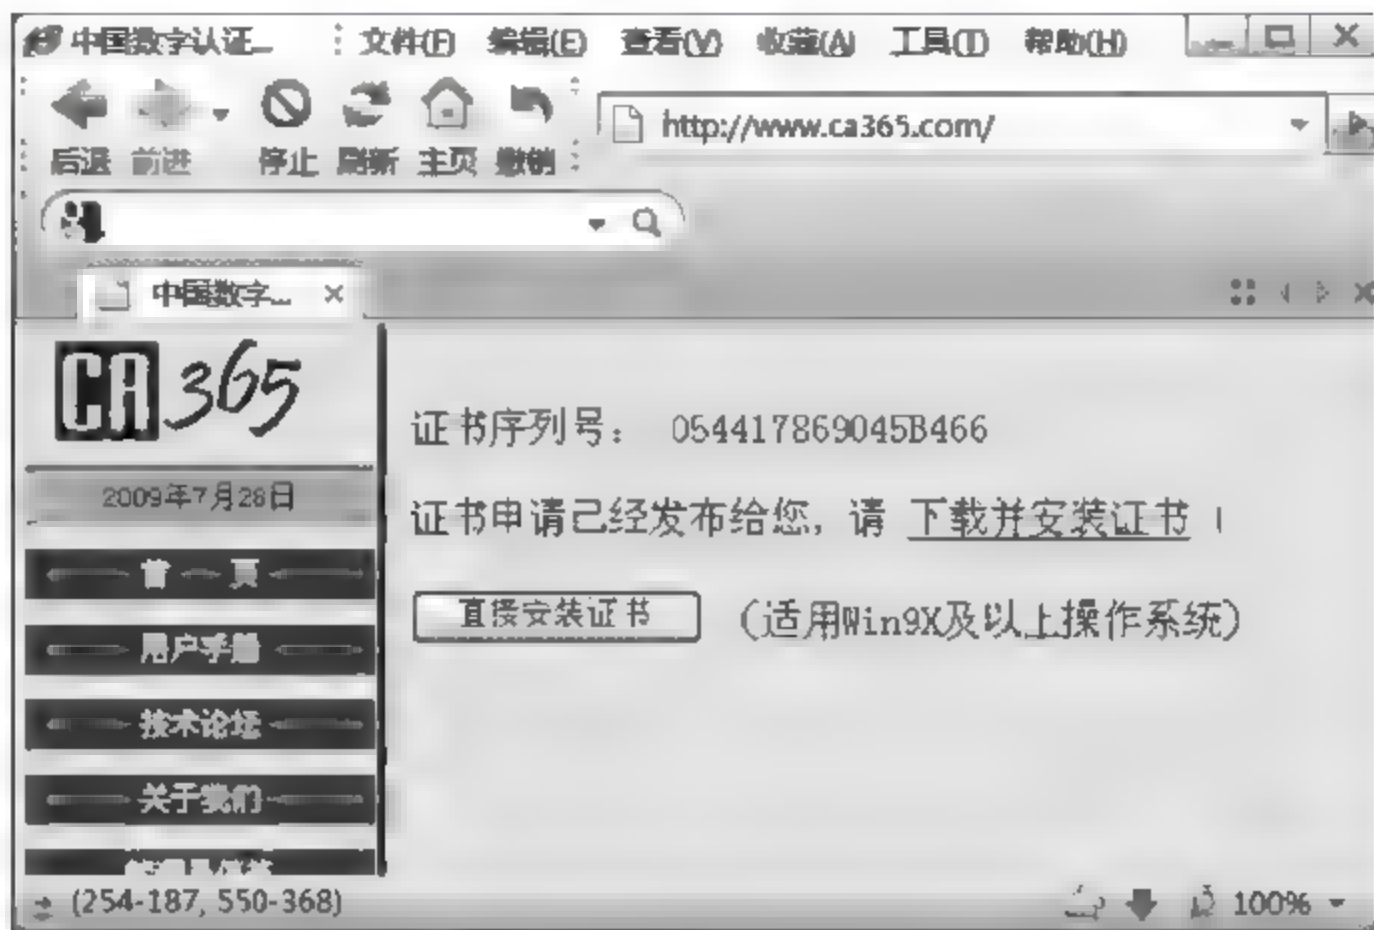 中国数字认证... 文件(F) 编辑(E) 查看(V) 收藏(A) 工具(T) 帮助(H)
后退 前进 停止 刷新 主页 撤销 http://www.ca365.com/
中国数字...
CA 365
2009年7月28日
首 页
用户手册
技术论坛
关于我们
证书序列号： 054417869045B466
证书申请已经发布给您，请 下载并安装证书 ！
直接安装证书 (适用Win9X及以上操作系统)
(254-187, 550-368) 100%